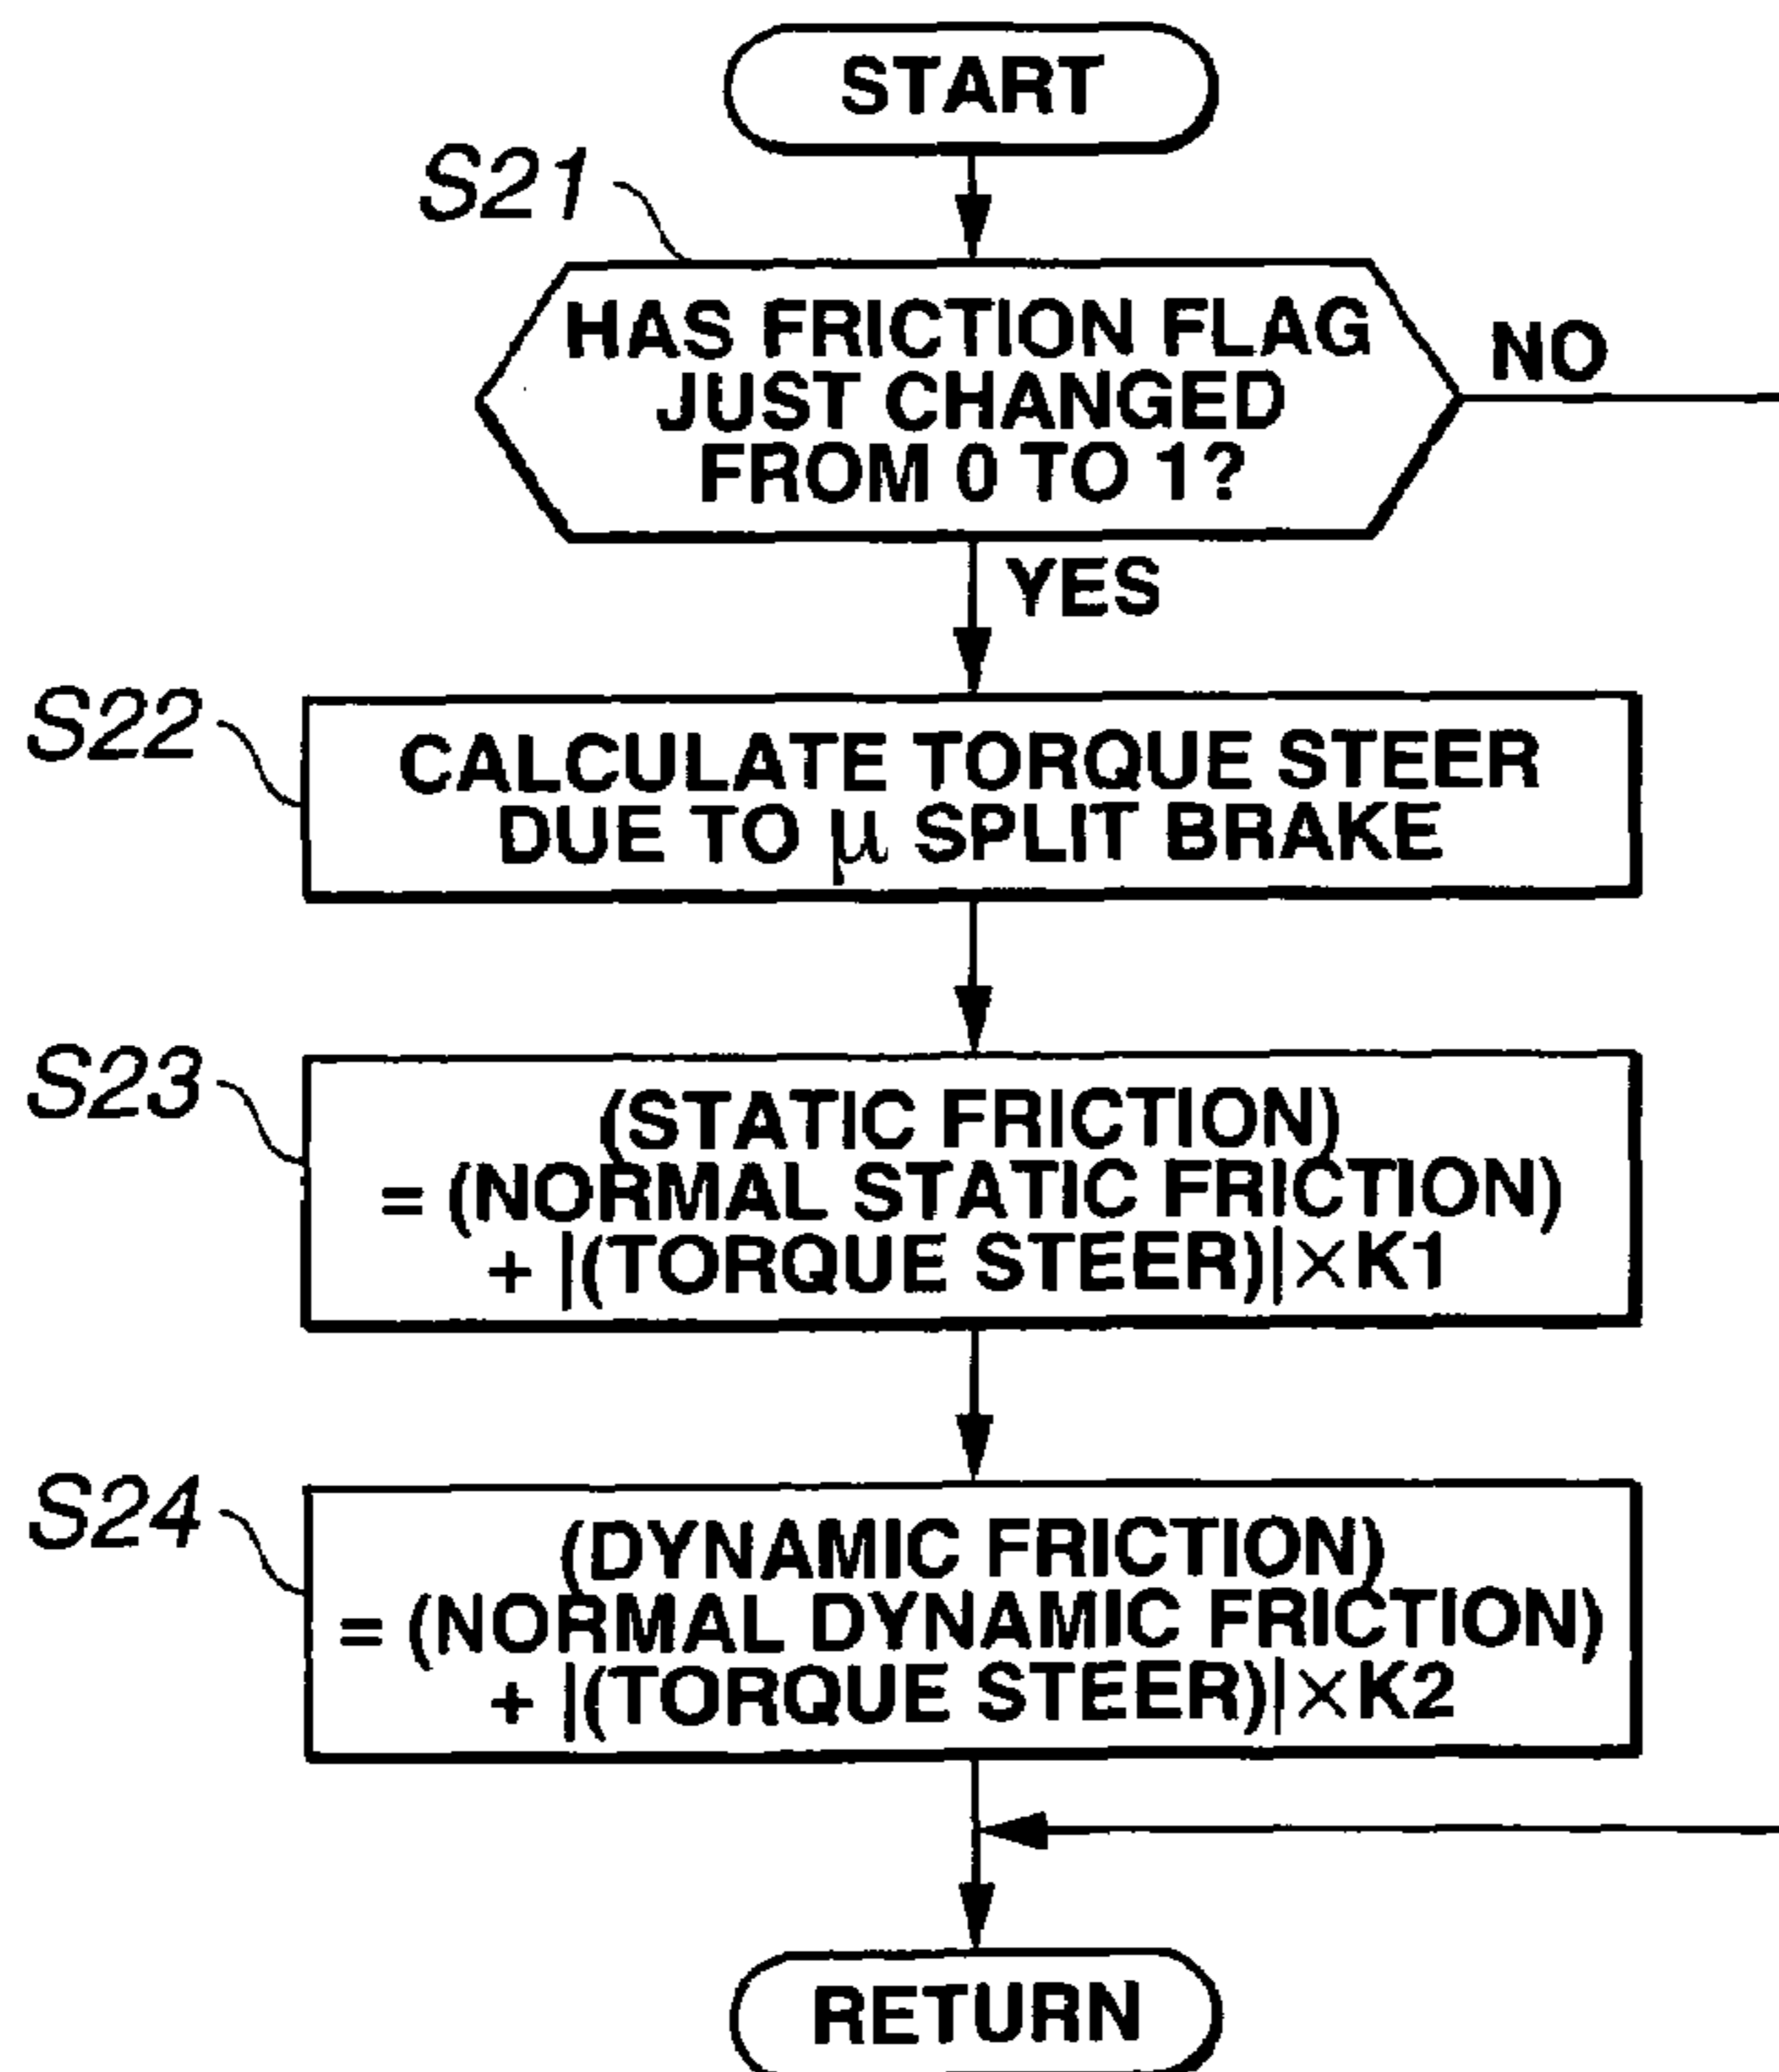 START
S21
HAS FRICTION FLAG
JUST CHANGED
FROM 0 TO 1?
NO
YES
S22
CALCULATE TORQUE STEER
DUE TO μ SPLIT BRAKE
S23
(STATIC FRICTION)
= (NORMAL STATIC FRICTION)
+ |(TORQUE STEER)|×K1
S24
(DYNAMIC FRICTION)
= (NORMAL DYNAMIC FRICTION)
+ |(TORQUE STEER)|×K2
RETURN